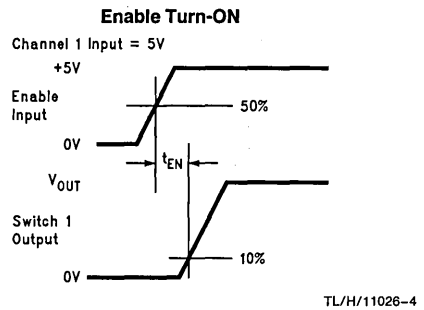 Enable Turn-ON
Channel 1 Input = 5V
+5V
Enable
Input
50%
0V
tEN
VOUT
Switch 1
Output
10%
0V
TL/H/11026-4